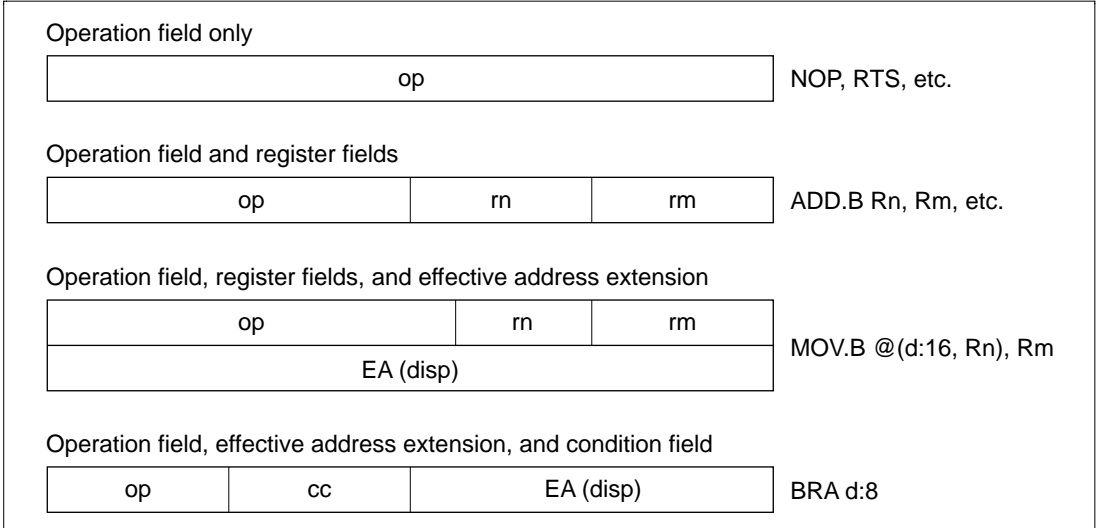 Operation field only
op NOP, RTS, etc.
Operation field and register fields
op rn rm ADD.B Rn, Rm, etc.
Operation field, register fields, and effective address extension
op rn rm
MOV.B @(d:16, Rn), Rm
EA (disp)
Operation field, effective address extension, and condition field
op cc EA (disp) BRA d:8